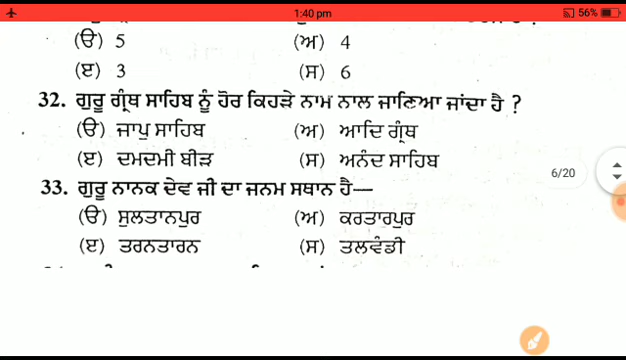 1:40 pm
56%
(ੳ) 5 (ਅ) 4
(ੲ) 3 (ਸ) 6
32. ਗੁਰੂ ਗ੍ਰੰਥ ਸਾਹਿਬ ਨੂੰ ਹੋਰ ਕਿਹੜੇ ਨਾਮ ਨਾਲ ਜਾਣਿਆ ਜਾਂਦਾ ਹੈ ?
(ੳ) ਜਾਪੁ ਸਾਹਿਬ (ਅ) ਆਦਿ ਗ੍ਰੰਥ
(ੲ) ਦਮਦਮੀ ਬੀੜ (ਸ) ਅਨੰਦ ਸਾਹਿਬ
6/20
33. ਗੁਰੂ ਨਾਨਕ ਦੇਵ ਜੀ ਦਾ ਜਨਮ ਸਥਾਨ ਹੈ—
(ੳ) ਸੁਲਤਾਨਪੁਰ (ਅ) ਕਰਤਾਰਪੁਰ
(ੲ) ਤਰਨਤਾਰਨ (ਸ) ਤਲਵੰਡੀ